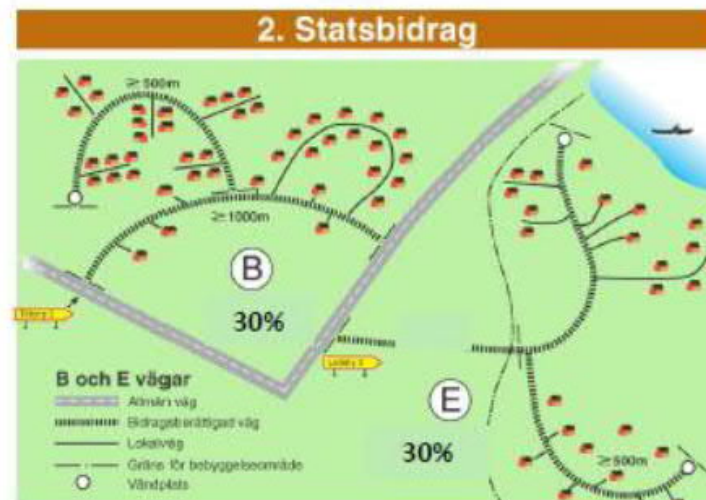 2. Statsbidrag
≥500m
≥1000m
B
30%
E
30%
≥500m
B och E vägar
Allmän väg
Bidragsberättigad väg
Lokalväg
Gräns för bebyggelseområde
Vändplats